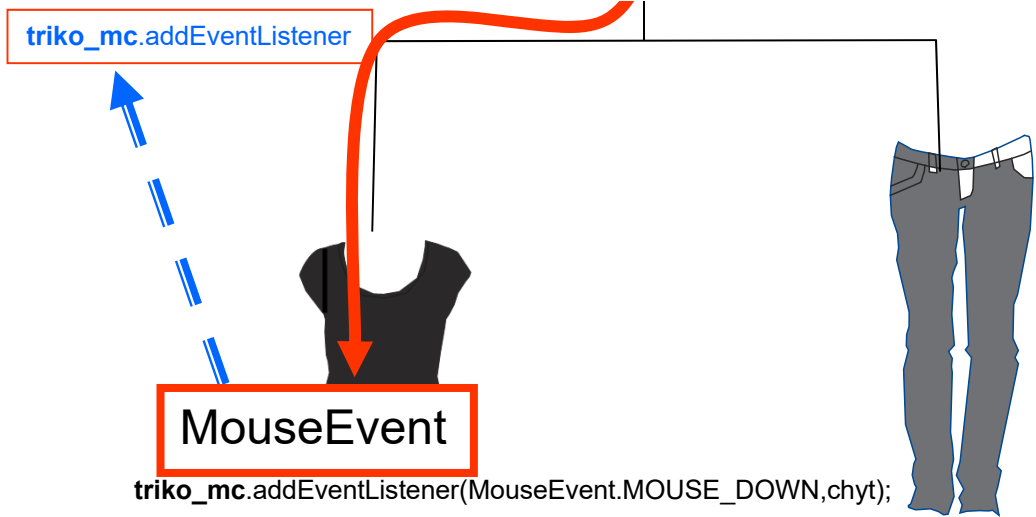 triko_mc.addEventListener
MouseEvent
triko_mc.addEventListener(MouseEvent.MOUSE_DOWN,chyt);